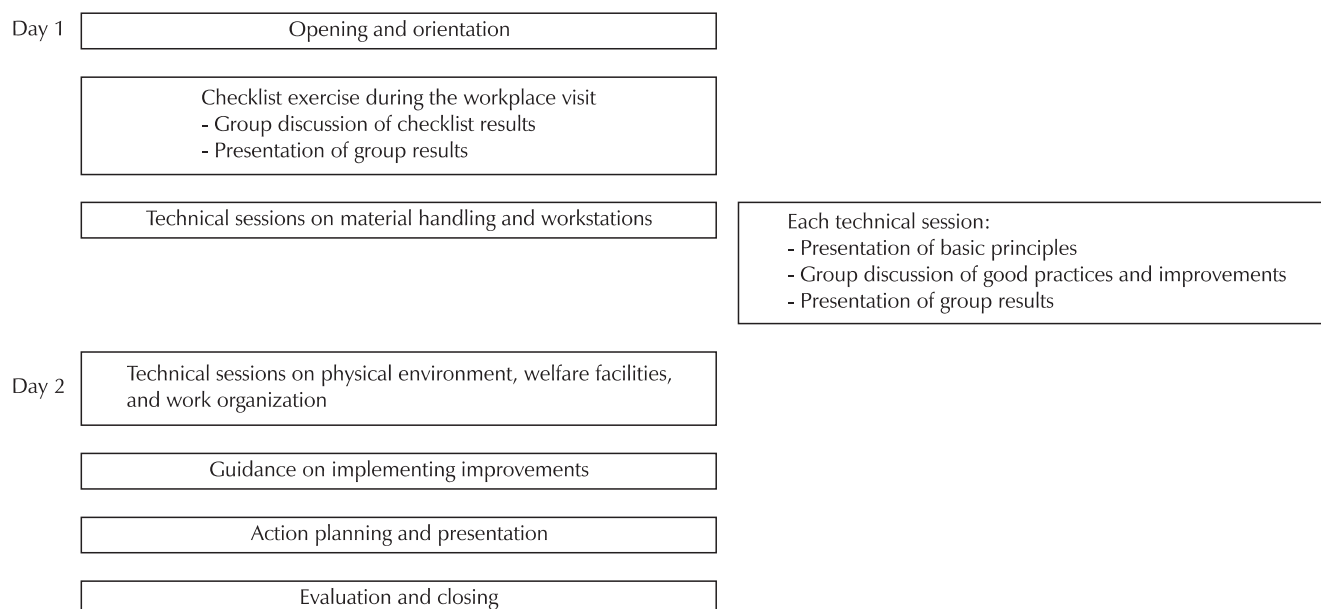 Day 1
Opening and orientation
Checklist exercise during the workplace visit
- Group discussion of checklist results
- Presentation of group results
Technical sessions on material handling and workstations
Each technical session:
- Presentation of basic principles
- Group discussion of good practices and improvements
- Presentation of group results
Day 2
Technical sessions on physical environment, welfare facilities,
and work organization
Guidance on implementing improvements
Action planning and presentation
Evaluation and closing